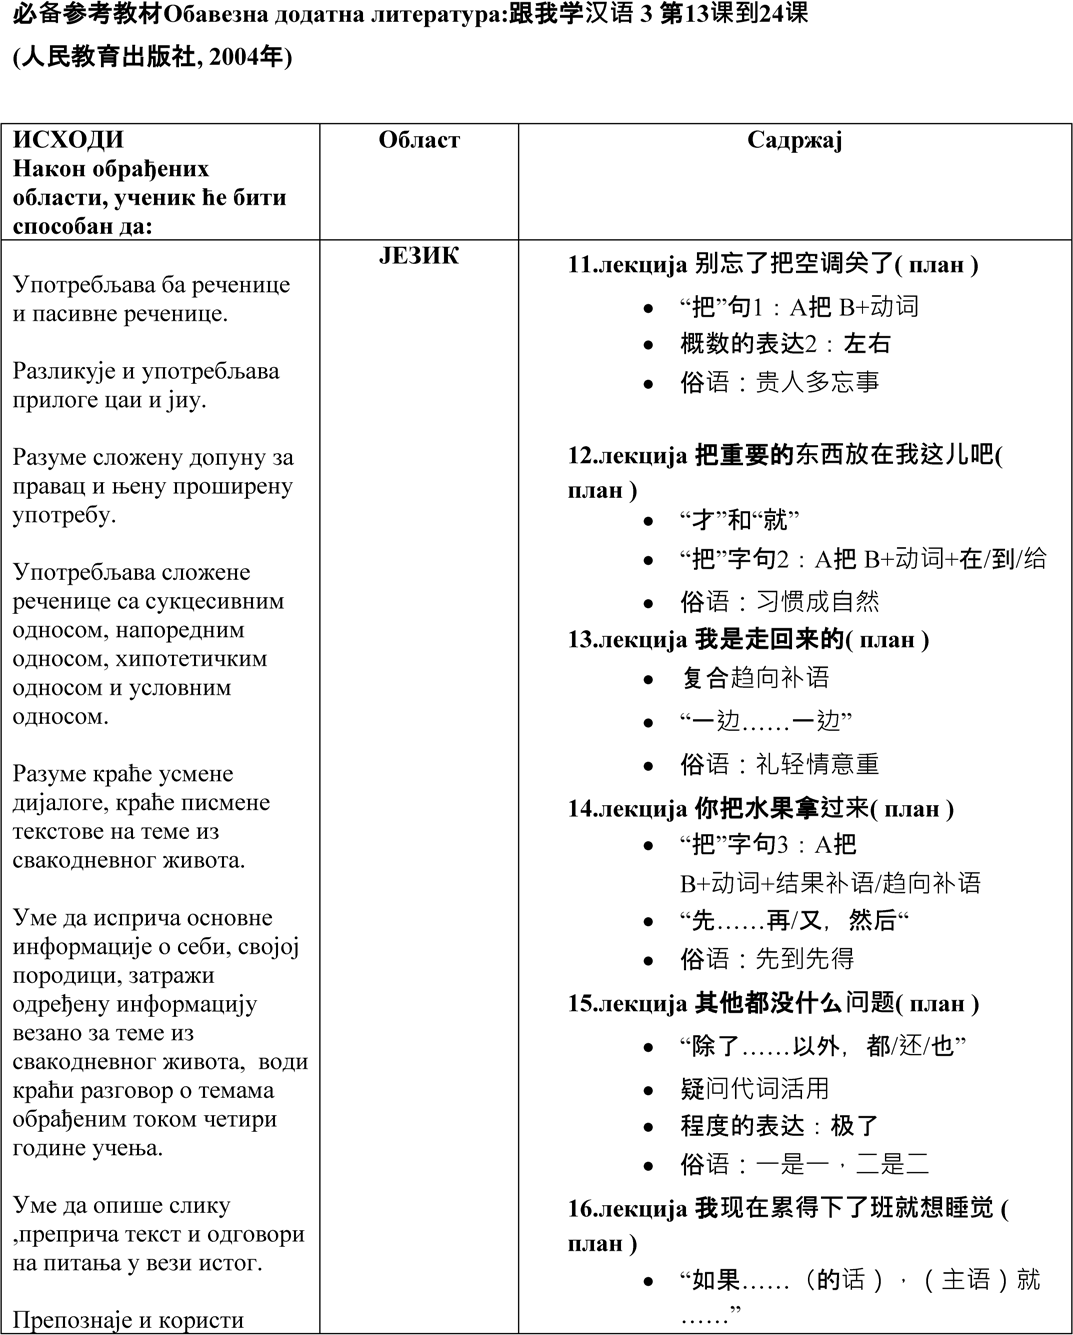 必备参考教材Обавезна додатна литература:跟我学汉语 3 第13课到24课
(人民教育出版社, 2004年)
ИСХОДИ
Након обрађених
области, ученик ће бити
способан да:
Област
Садржај
Употребљава ба реченице
и пасивне реченице.
Разликује и употребљава
прилоге цаи и јиу.
Разуме сложену допуну за
правац и њену проширену
употребу.
Употребљава сложене
реченице са сукцесивним
односом, напоредним
односом, хипотетичким
односом и условним
односом.
Разуме краће усмене
дијалоге, краће писмене
текстове на теме из
свакодневног живота.
Уме да исприча основне
информације о себи, својој
породици, затражи
одређену информацију
везано за теме из
свакодневног живота,  води
краћи разговор о темама
обрађеним током четири
године учења.
Уме да опише слику
,преприча текст и одговори
на питања у вези истог.
Препознаје и користи
ЈЕЗИК
11.лекција 别忘了把空调关了( план )
• “把”句1：A把 B+动词
• 概数的表达2：左右
• 俗语：贵人多忘事
12.лекција 把重要的东西放在我这儿吧(
план )
• “才”和“就”
• “把”字句2：A把 B+动词+在/到/给
• 俗语：习惯成自然
13.лекција 我是走回来的( план )
• 复合趋向补语
• “一边……一边”
• 俗语：礼轻情意重
14.лекција 你把水果拿过来( план )
• “把”字句3：A把
B+动词+结果补语/趋向补语
• “先……再/又，然后“
• 俗语：先到先得
15.лекција 其他都没什么问题( план )
• “除了……以外，都/还/也”
• 疑问代词活用
• 程度的表达：极了
• 俗语：一是一，二是二
16.лекција 我现在累得下了班就想睡觉 (
план )
• “如果……（的话），（主语）就
……”